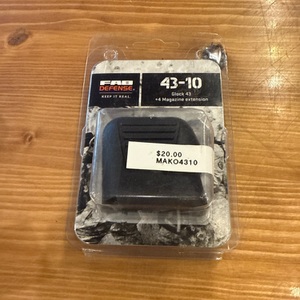 FAB
DEFENSE
KEEP IT REAL
43-10
Glock 43
+4 Magazine extension
$20.00
MAKO4310